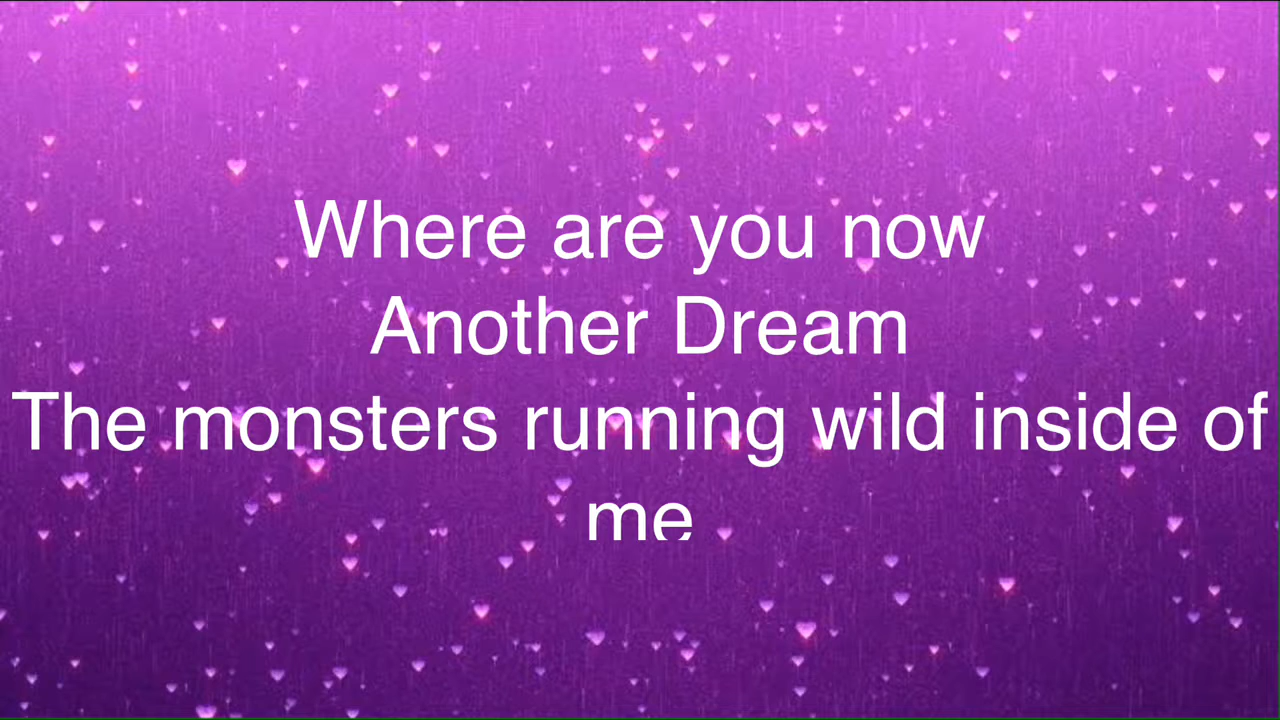 Where are you now
Another Dream
The monsters running wild inside of
me